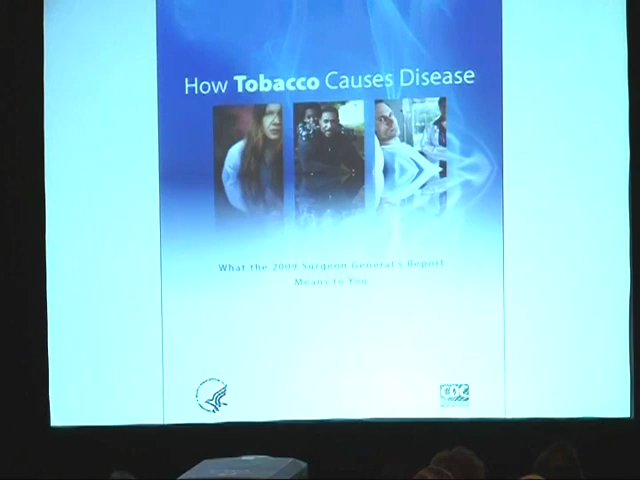 How Tobacco Causes Disease
What the 2009 Surgeon General's Report
Means to You
CDC